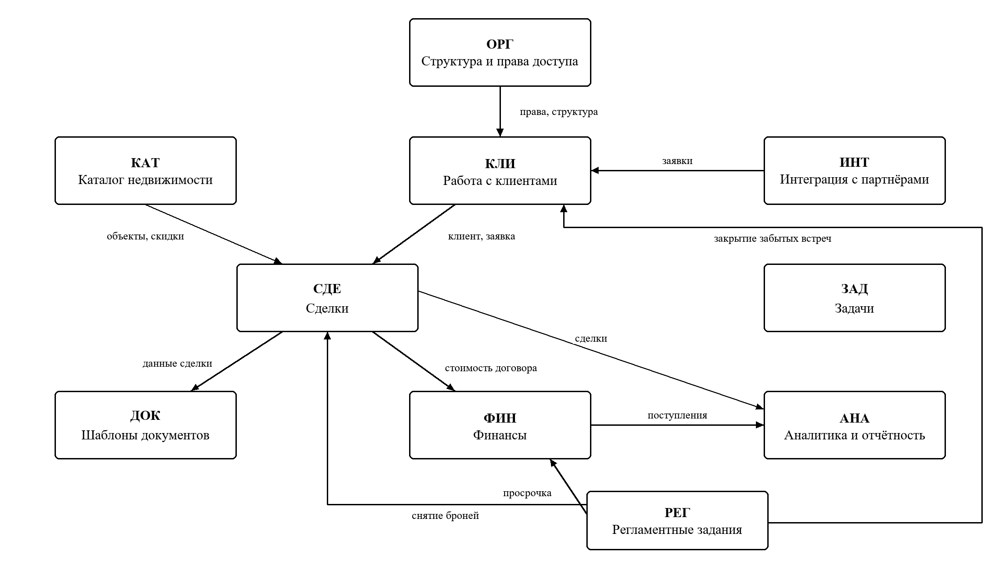 ОРГ
Структура и права доступа
права, структура
КАТ
Каталог недвижимости
КЛИ
Работа с клиентами
заявки
ИНТ
Интеграция с партнёрами
объекты, скидки
клиент, заявка
закрытие забытых встреч
СДЕ
Сделки
ЗАД
Задачи
сделки
данные сделки
стоимость договора
ДОК
Шаблоны документов
ФИН
Финансы
поступления
АНА
Аналитика и отчётность
просрочка
снятие броней
РЕГ
Регламентные задания